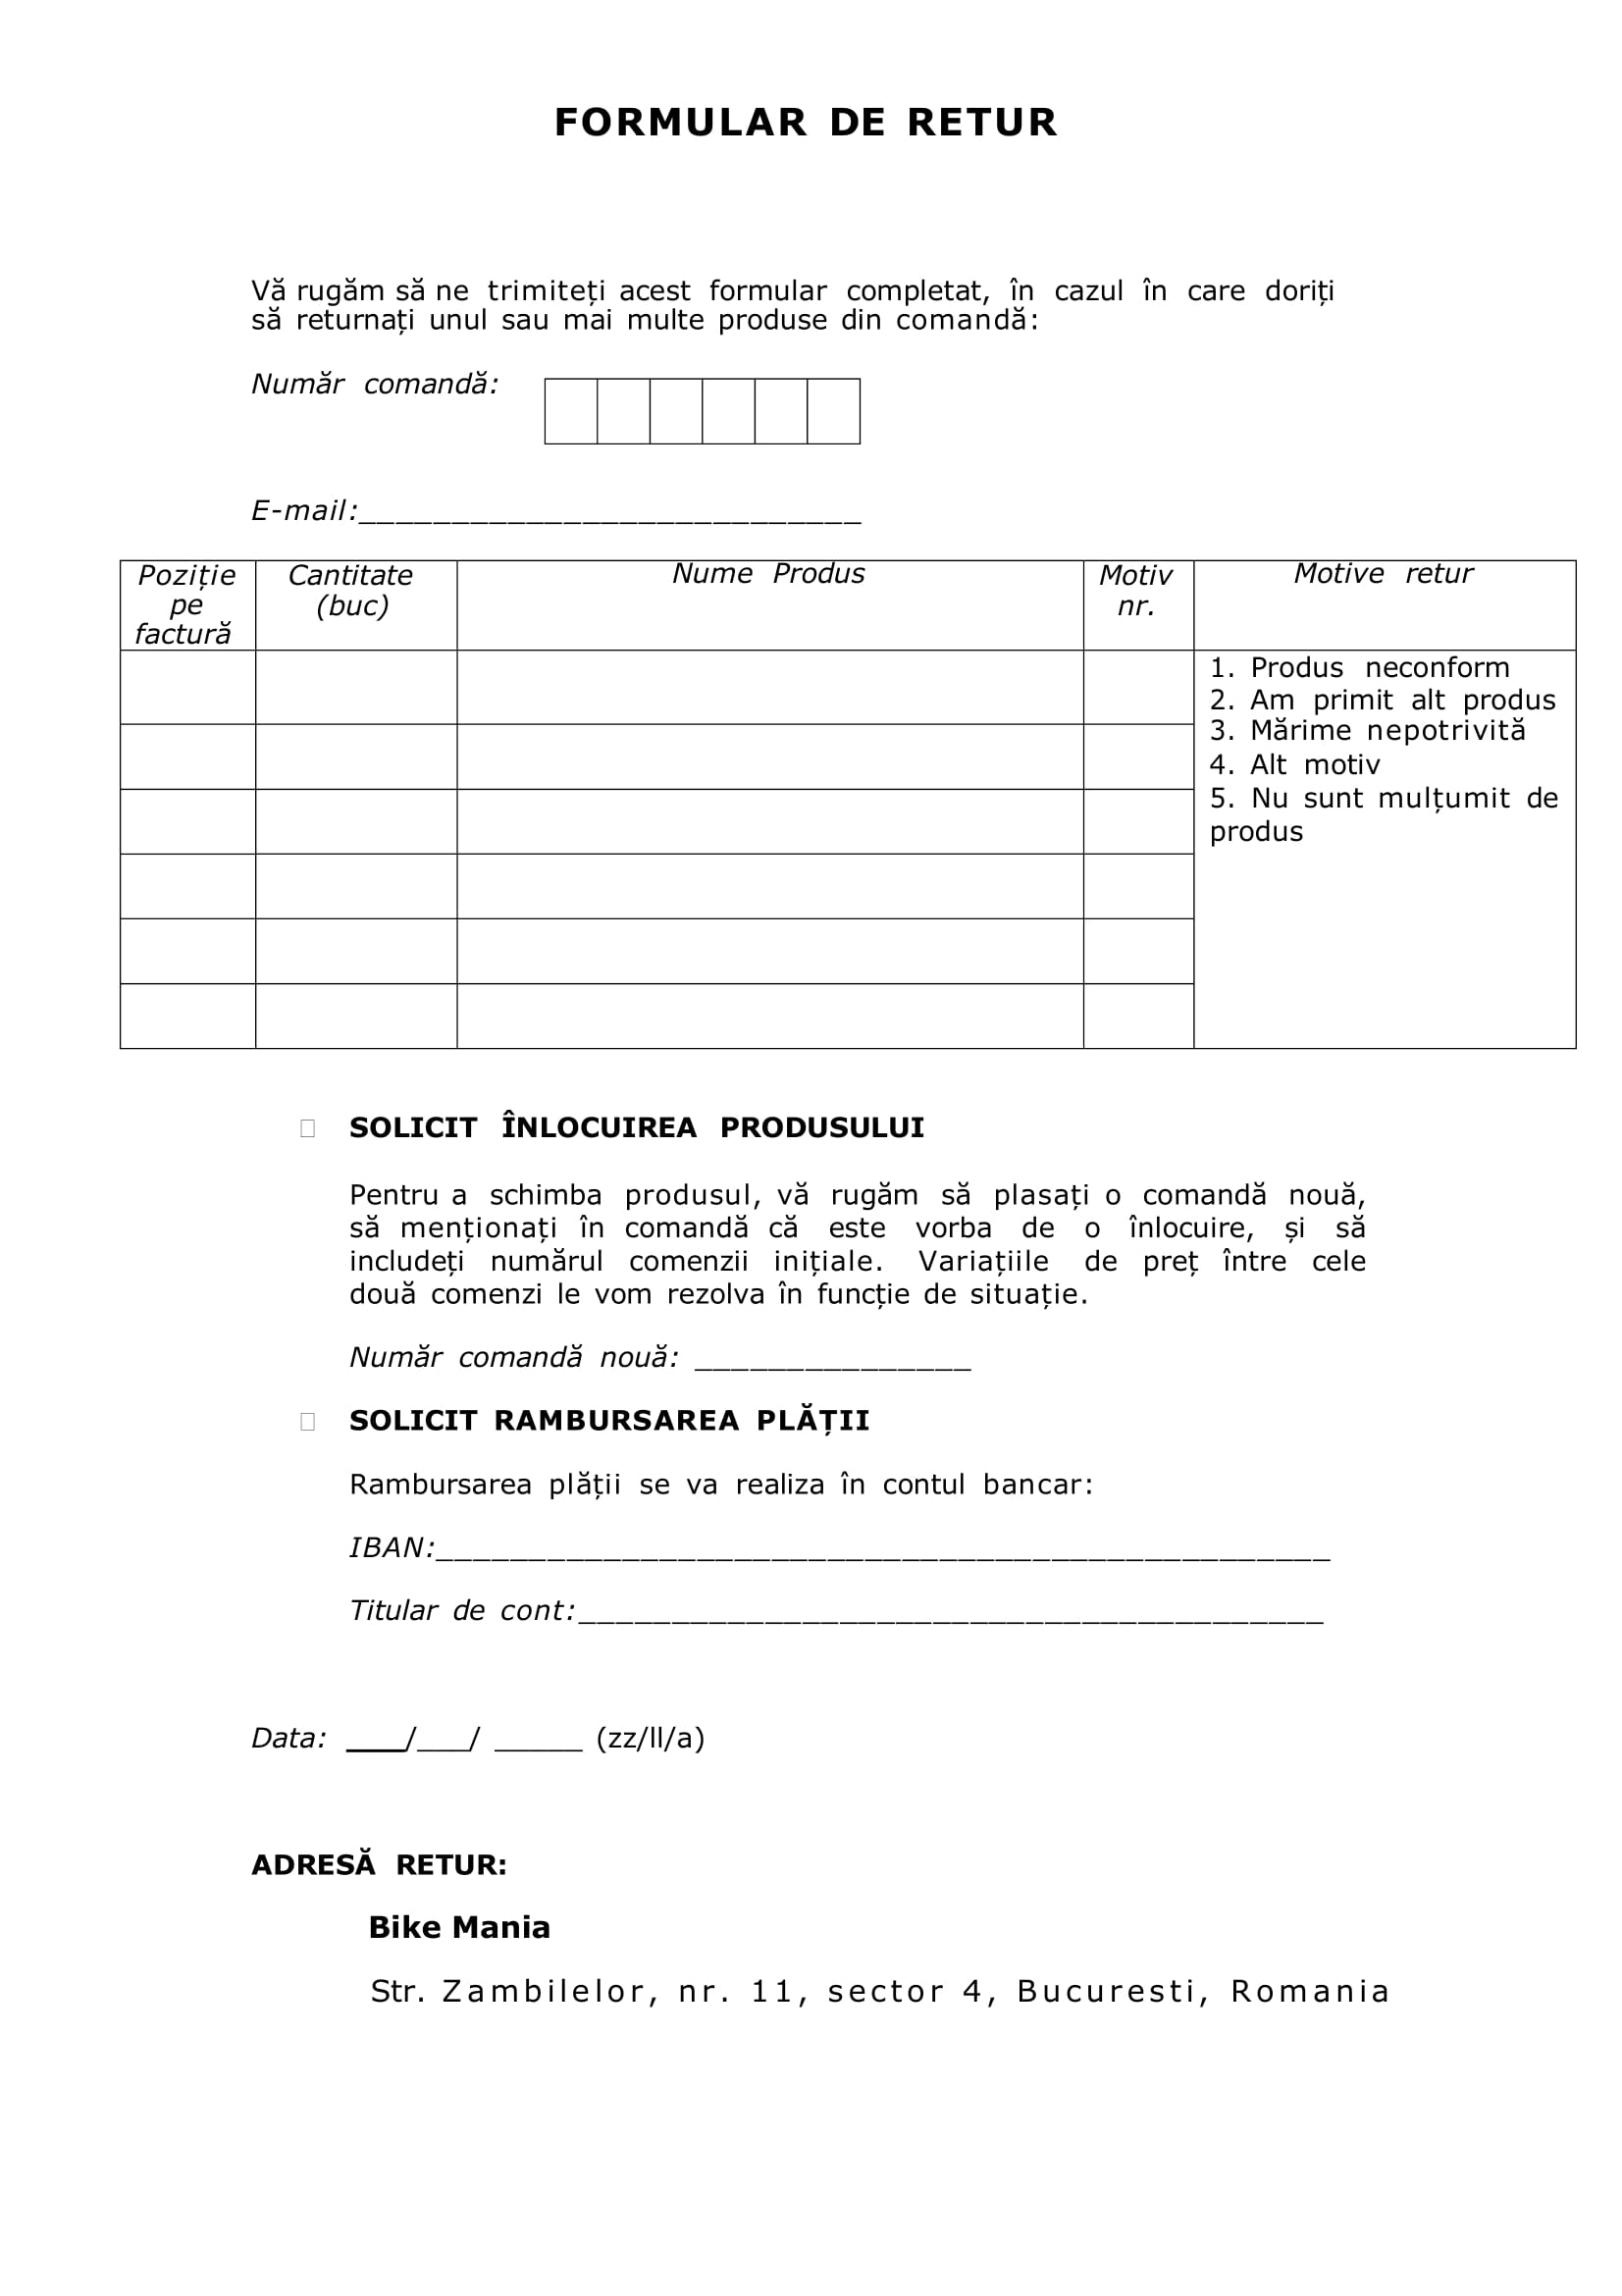 FORMULAR DE RETUR
Vă rugăm să ne trimiteți acest formular completat, în cazul în care doriți
să returnați unul sau mai multe produse din comandă:
Număr comandă:
E-mail:___________________________
Poziție pe factură
Cantitate (buc)
Nume Produs
Motiv nr.
Motive retur
1. Produs neconform
2. Am primit alt produs
3. Mărime nepotrivită
4. Alt motiv
5. Nu sunt mulțumit de
produs
SOLICIT ÎNLOCUIREA PRODUSULUI
Pentru a schimba produsul, vă rugăm să plasați o comandă nouă,
să menționați în comandă că este vorba de o înlocuire, și să
includeți numărul comenzii inițiale. Variațiile de preț între cele
două comenzi le vom rezolva în funcție de situație.
Număr comandă nouă: _______________
SOLICIT RAMBURSAREA PLĂȚII
Rambursarea plății se va realiza în contul bancar:
IBAN:________________________________________________
Titular de cont:________________________________________
Data: ____/___/ _____ (zz/ll/a)
ADRESĂ RETUR:
Bike Mania
Str. Zambilelor, nr. 11, sector 4, Bucuresti, Romania